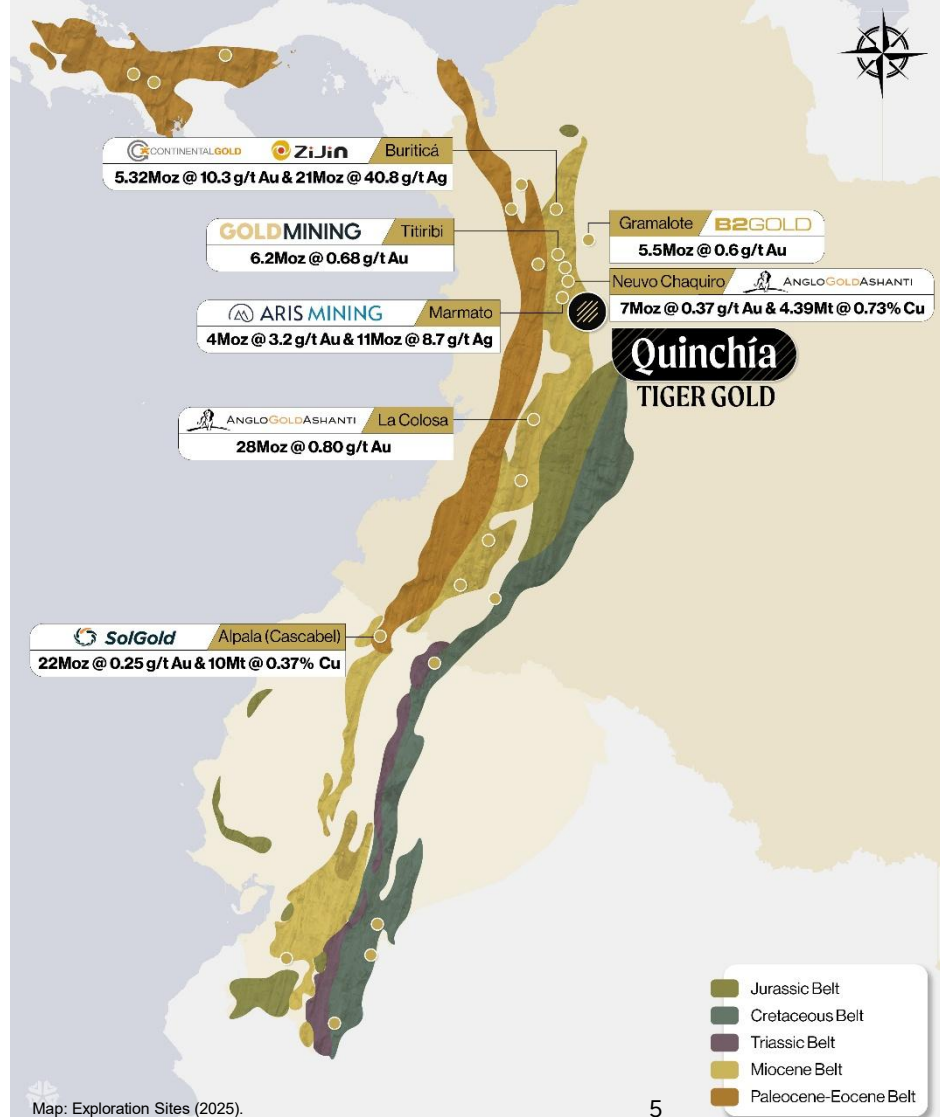 CONTINENTALGOLD ZiJin Buriticá
5.32Moz @ 10.3 g/t Au & 21Moz @ 40.8 g/t Ag
GOLDMINING Titiribi
6.2Moz @ 0.68 g/t Au
Gramalote B2GOLD
5.5Moz @ 0.6 g/t Au
Neuvo Chaquiro ANGLOGOLDASHANTI
7Moz @ 0.37 g/t Au & 4.39Mt @ 0.73% Cu
ARIS MINING Marmato
4Moz @ 3.2 g/t Au & 11Moz @ 8.7 g/t Ag
Quinchía
TIGER GOLD
ANGLOGOLDASHANTI La Colosa
28Moz @ 0.80 g/t Au
SolGold Alpala (Cascabel)
22Moz @ 0.25 g/t Au & 10Mt @ 0.37% Cu
Jurassic Belt
Cretaceous Belt
Triassic Belt
Miocene Belt
Paleocene-Eocene Belt
Map: Exploration Sites (2025).
5